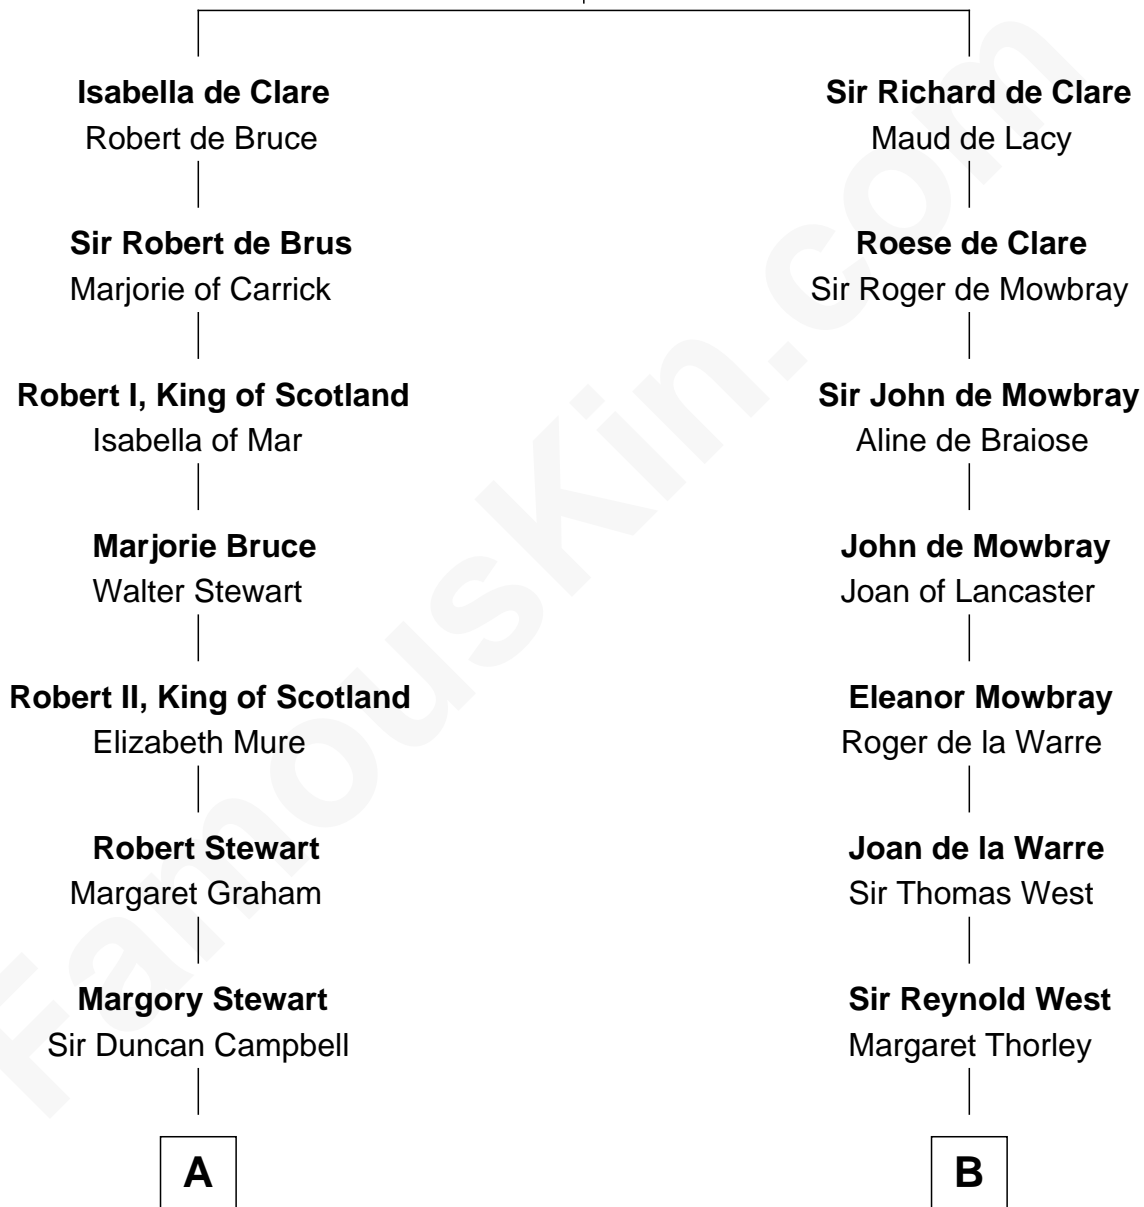 Isabella de Clare
Robert de Bruce
Sir Richard de Clare
Maud de Lacy
Sir Robert de Brus
Marjorie of Carrick
Roese de Clare
Sir Roger de Mowbray
Robert I, King of Scotland
Isabella of Mar
Sir John de Mowbray
Aline de Braiose
Marjorie Bruce
Walter Stewart
John de Mowbray
Joan of Lancaster
Robert II, King of Scotland
Elizabeth Mure
Eleanor Mowbray
Roger de la Warre
Robert Stewart
Margaret Graham
Joan de la Warre
Sir Thomas West
Margory Stewart
Sir Duncan Campbell
Sir Reynold West
Margaret Thorley
A
B
FamousKin.com